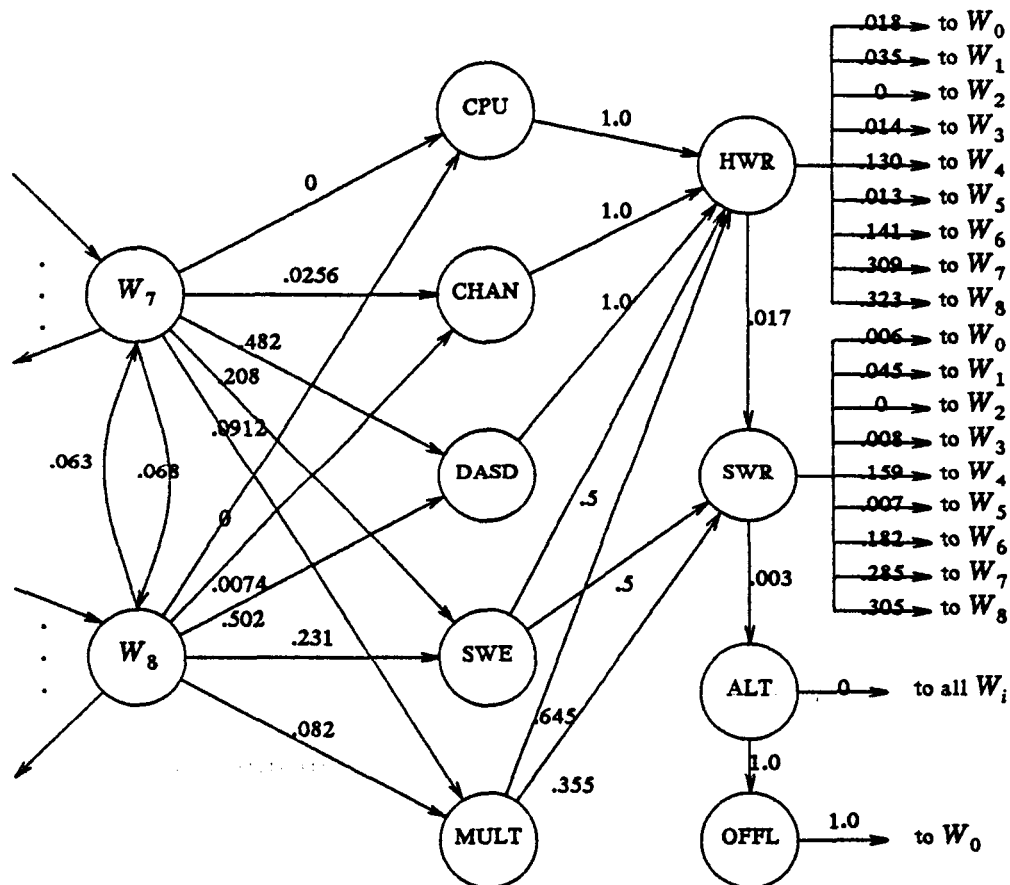 .018 to W0
.035 to W1
0 to W2
.014 to W3
.130 to W4
.013 to W5
.141 to W6
.309 to W7
.323 to W8
CPU
1.0
HWR
0
1.0
W7
.0256
CHAN
1.0
.017
.482
.208
.0912
.006 to W0
.045 to W1
0 to W2
.008 to W3
.159 to W4
.007 to W5
.182 to W6
.285 to W7
.305 to W8
.063
.068
DASD
SWR
.5
0
.0074
.502
.5
.003
W8
.231
SWE
ALT
0 to all Wi
.645
.082
.355
1.0
MULT
OFFL
1.0
to W0